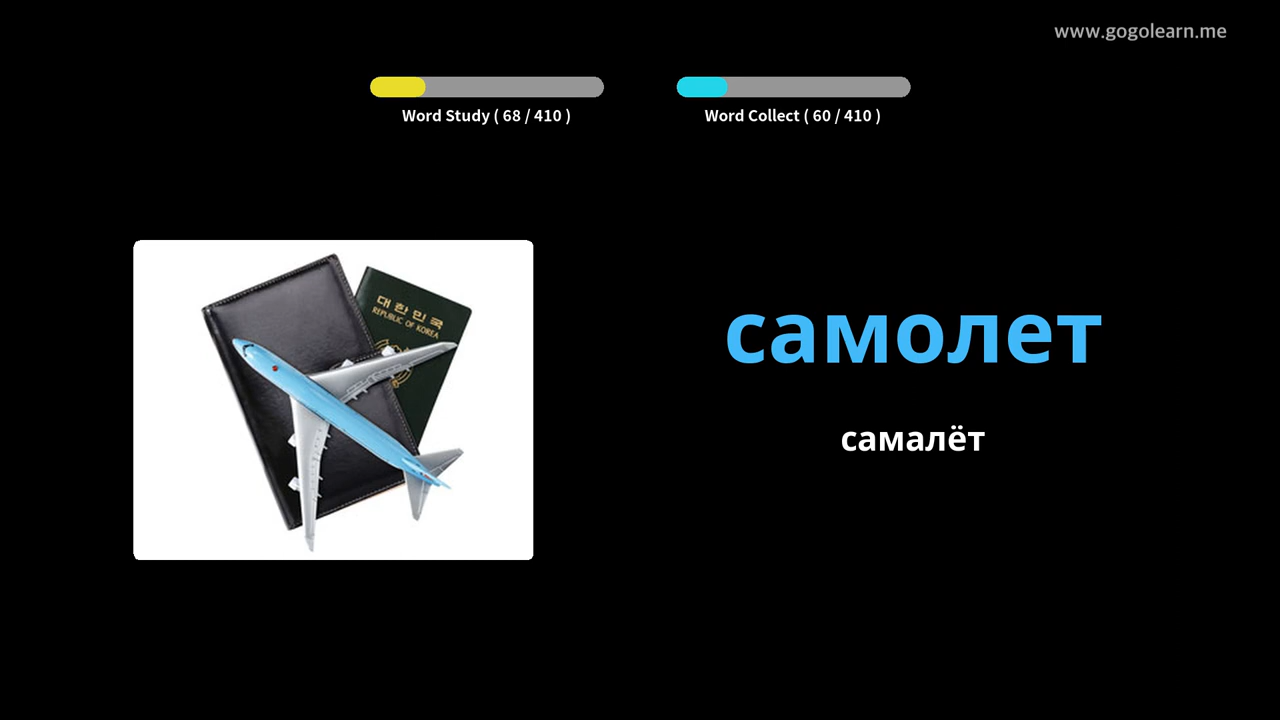 www.gogolearn.me
Word Study ( 68 / 410 )
Word Collect ( 60 / 410 )
대한민국
REPUBLIC OF KOREA
самолет
самалёт